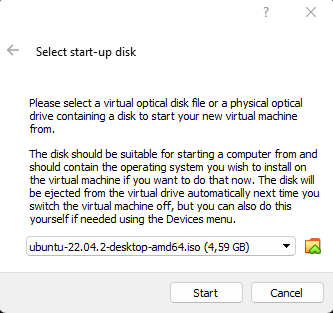 ?
Select start-up disk
Please select a virtual optical disk file or a physical optical
drive containing a disk to start your new virtual machine
from.
The disk should be suitable for starting a computer from and
should contain the operating system you wish to install on
the virtual machine if you want to do that now. The disk will
be ejected from the virtual drive automatically next time you
switch the virtual machine off, but you can also do this
yourself if needed using the Devices menu.
ubuntu-22.04.2-desktop-amd64.iso (4,59 GB)
Start
Cancel